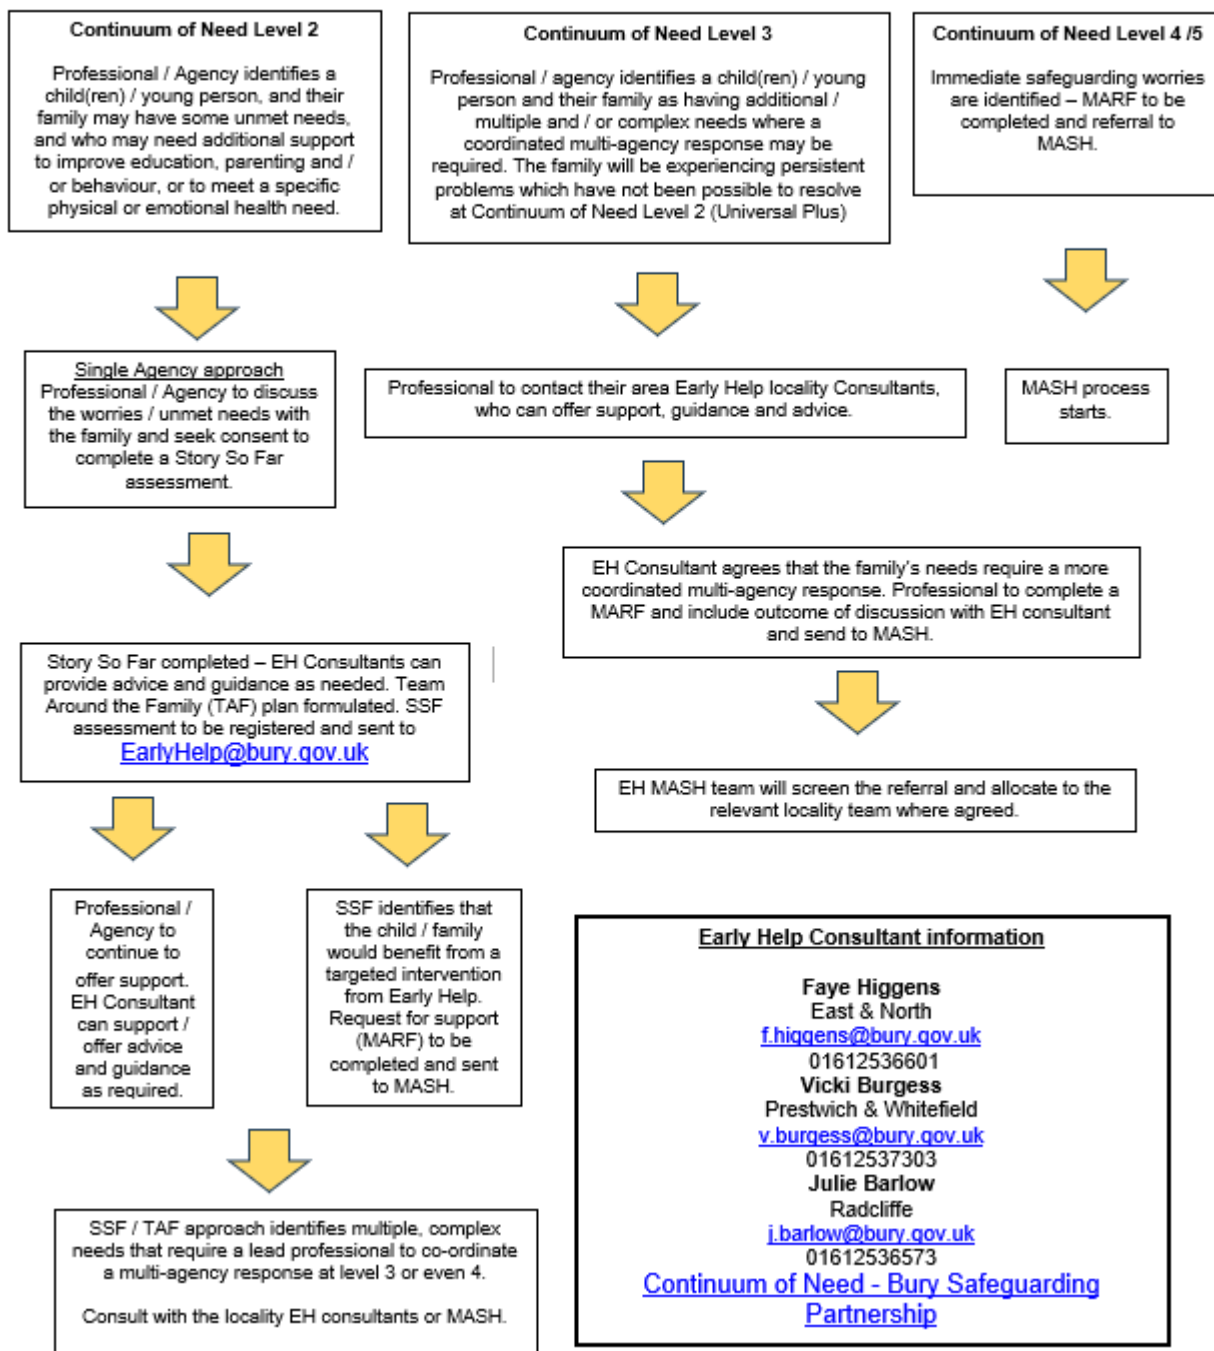 Continuum of Need Level 2
Professional / Agency identifies a
child(ren) / young person, and their
family may have some unmet needs,
and who may need additional support
to improve education, parenting and /
or behaviour, or to meet a specific
physical or emotional health need.
Continuum of Need Level 3
Professional / agency identifies a child(ren) / young
person and their family as having additional /
multiple and / or complex needs where a
coordinated multi-agency response may be
required. The family will be experiencing persistent
problems which have not been possible to resolve
at Continuum of Need Level 2 (Universal Plus)
Continuum of Need Level 4 /5
Immediate safeguarding worries
are identified – MARF to be
completed and referral to
MASH.
Single Agency approach
Professional / Agency to discuss
the worries / unmet needs with
the family and seek consent to
complete a Story So Far
assessment.
Professional to contact their area Early Help locality Consultants,
who can offer support, guidance and advice.
MASH process
starts.
EH Consultant agrees that the family's needs require a more
coordinated multi-agency response. Professional to complete a
MARF and include outcome of discussion with EH consultant
and send to MASH.
Story So Far completed – EH Consultants can
provide advice and guidance as needed. Team
Around the Family (TAF) plan formulated. SSF
assessment to be registered and sent to
EarlyHelp@bury.gov.uk
EH MASH team will screen the referral and allocate to the
relevant locality team where agreed.
Professional /
Agency to
continue to
offer support.
EH Consultant
can support /
offer advice
and guidance
as required.
SSF identifies that
the child / family
would benefit from a
targeted intervention
from Early Help.
Request for support
(MARF) to be
completed and sent
to MASH.
SSF / TAF approach identifies multiple, complex
needs that require a lead professional to co-ordinate
a multi-agency response at level 3 or even 4.
Consult with the locality EH consultants or MASH.
Early Help Consultant information
Faye Higgens
East & North
f.higgens@bury.gov.uk
01612536601
Vicki Burgess
Prestwich & Whitefield
v.burgess@bury.gov.uk
01612537303
Julie Barlow
Radcliffe
j.barlow@bury.gov.uk
01612536573
Continuum of Need - Bury Safeguarding
Partnership